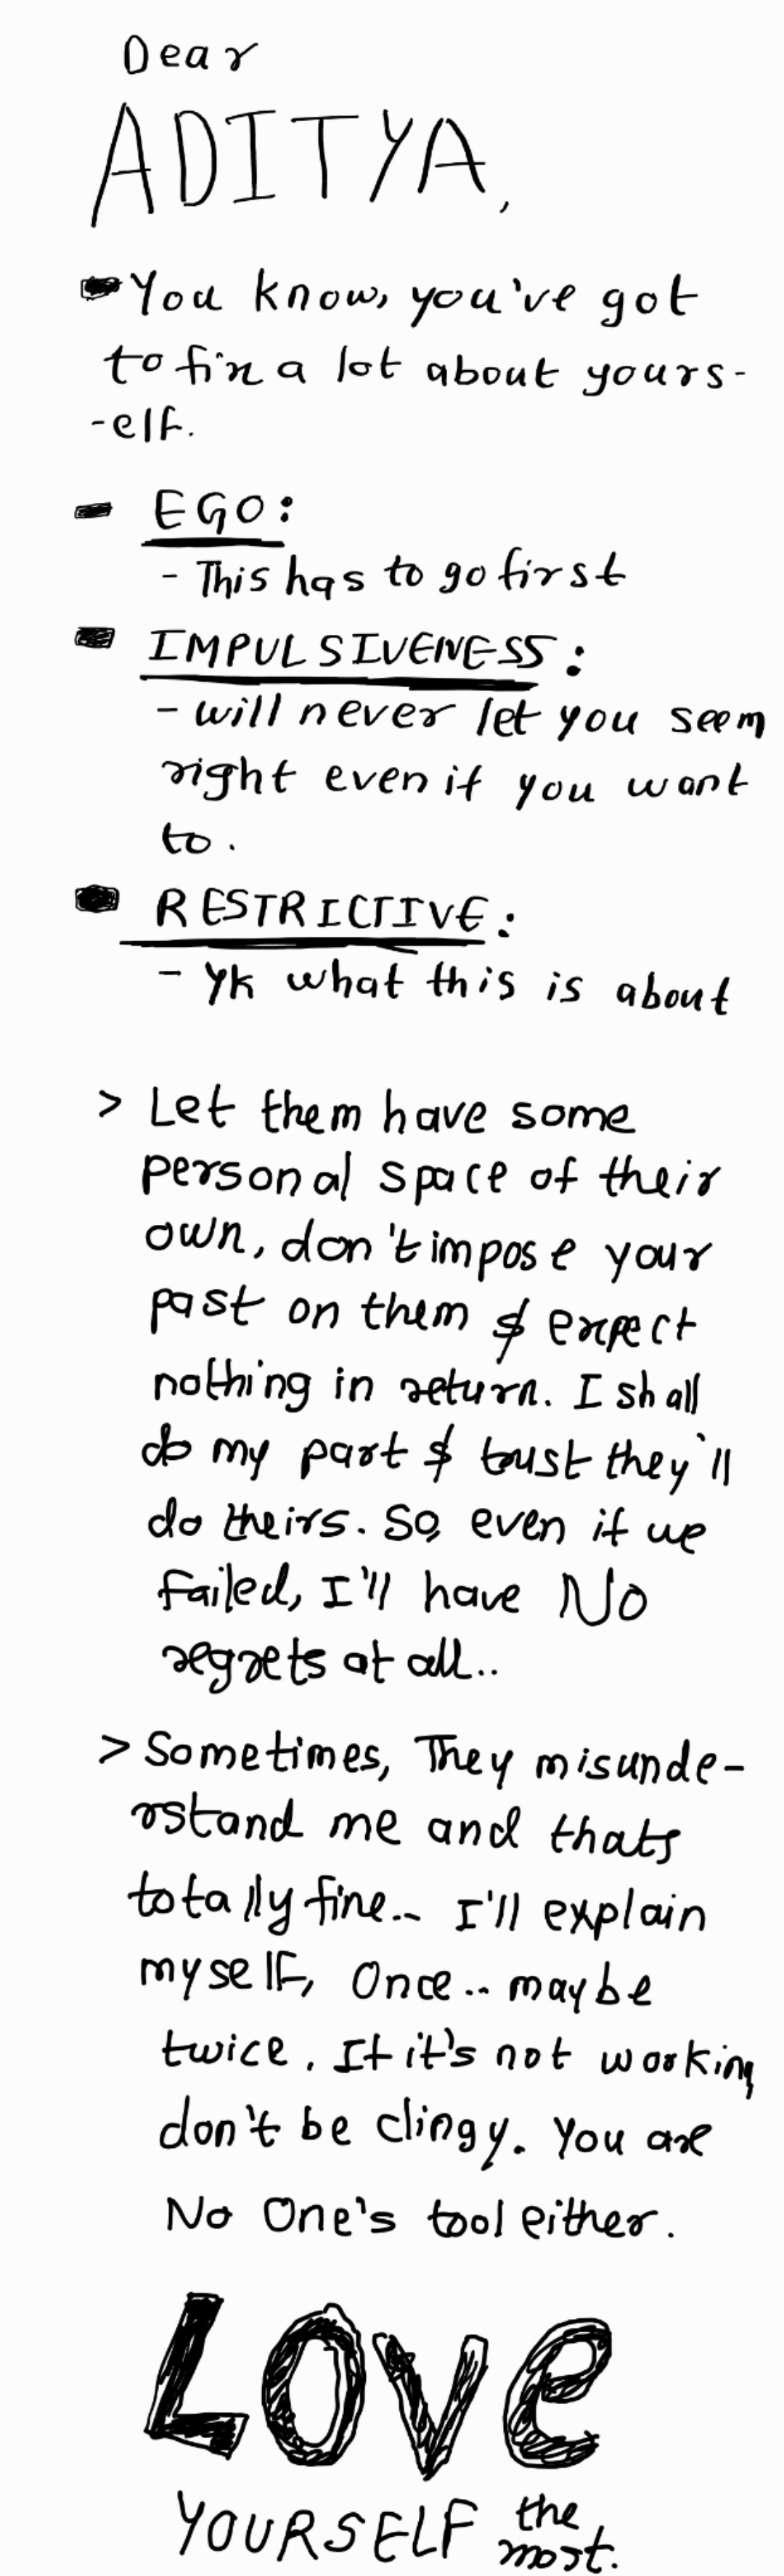 Dear
ADITYA,
You know, you've got
to fix a lot about yours-
-elf.
- EGO:
- This has to go first
IMPULSIVENESS:
- will never let you seem
right even if you want
to.
RESTRICTIVE:
- YK what this is about
> Let them have some
personal space of their
own, don't impose your
past on them & expect
nothing in return. I shall
do my part & trust they'll
do theirs. So, even if we
failed, I'll have NO
regrets at all..
> Sometimes, They misunde-
rstand me and thats
totally fine.. I'll explain
myself, Once.. maybe
twice. If it's not working
don't be clingy. You are
No One's tool either.
LOVe
YOURSELF the
most.